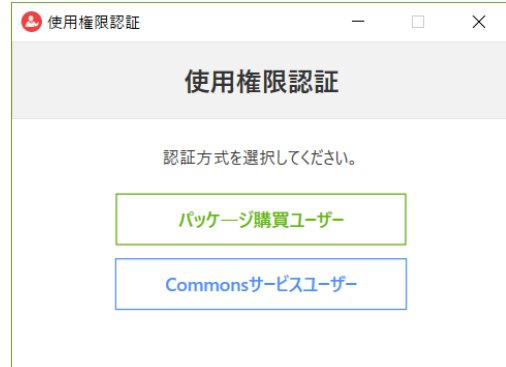 使用権限認証
使用権限認証
認証方式を選択してください。
パッケージ購買ユーザー
Commonsサービスユーザー